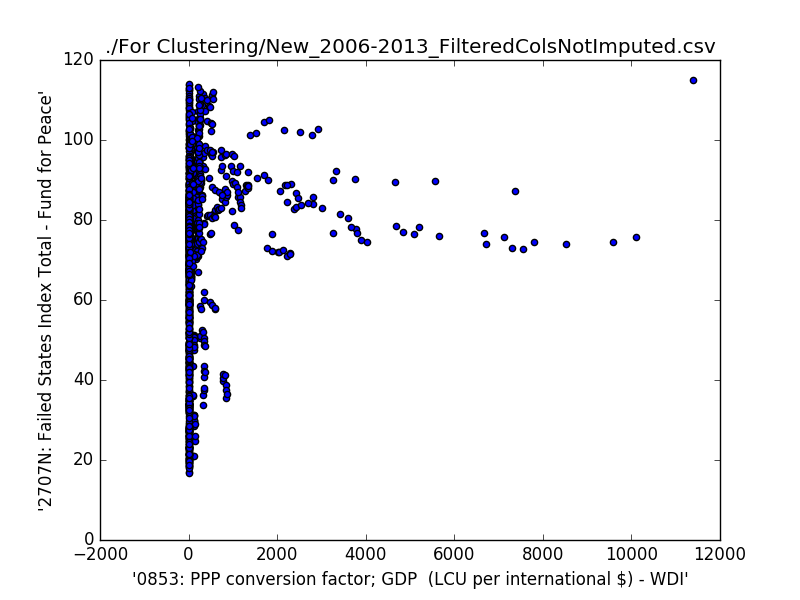 ./For Clustering/New_2006-2013_FilteredColsNotImputed.csv
120
100
80
60
40
20
0
'2707N: Failed States Index Total - Fund for Peace'
−2000 0 2000 4000 6000 8000 10000 12000
'0853: PPP conversion factor; GDP  (LCU per international $) - WDI'